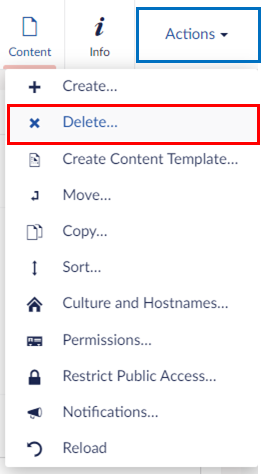 Content
Info
Actions
Create...
Delete...
Create Content Template...
Move...
Copy...
Sort...
Culture and Hostnames...
Permissions...
Restrict Public Access...
Notifications...
Reload